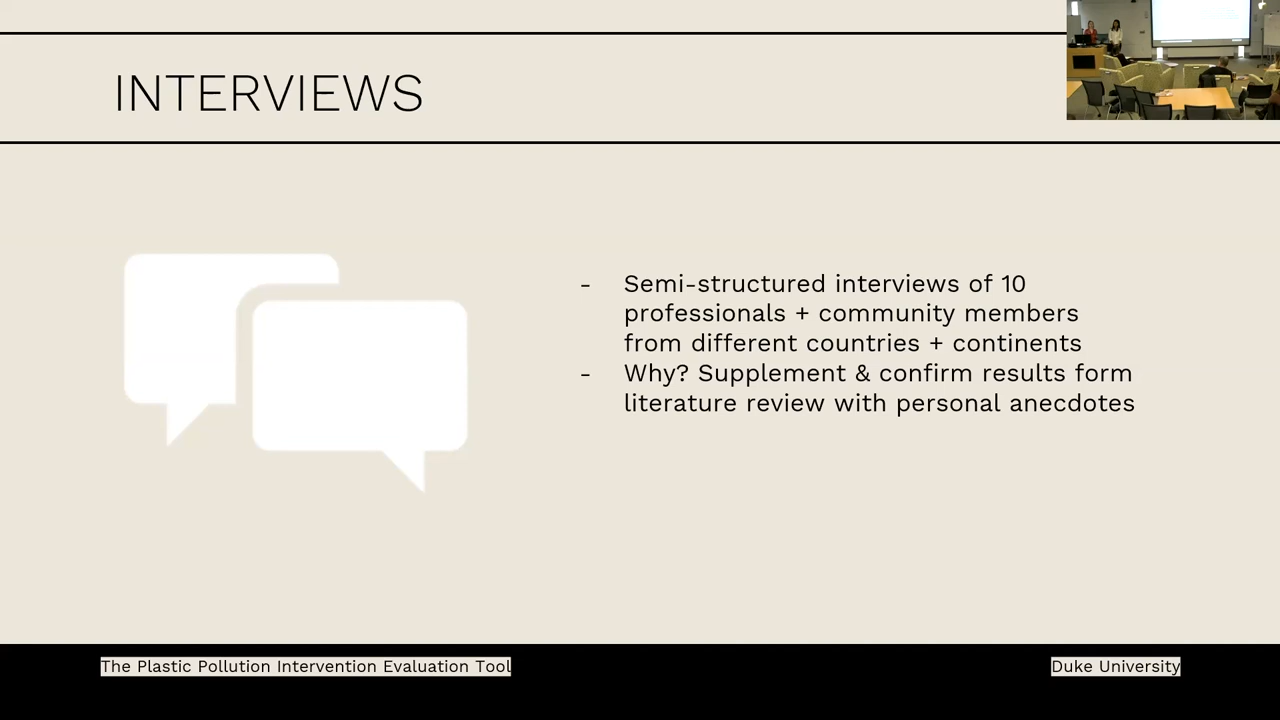 INTERVIEWS
- Semi-structured interviews of 10
professionals + community members
from different countries + continents
- Why? Supplement & confirm results form
literature review with personal anecdotes
The Plastic Pollution Intervention Evaluation Tool
Duke University